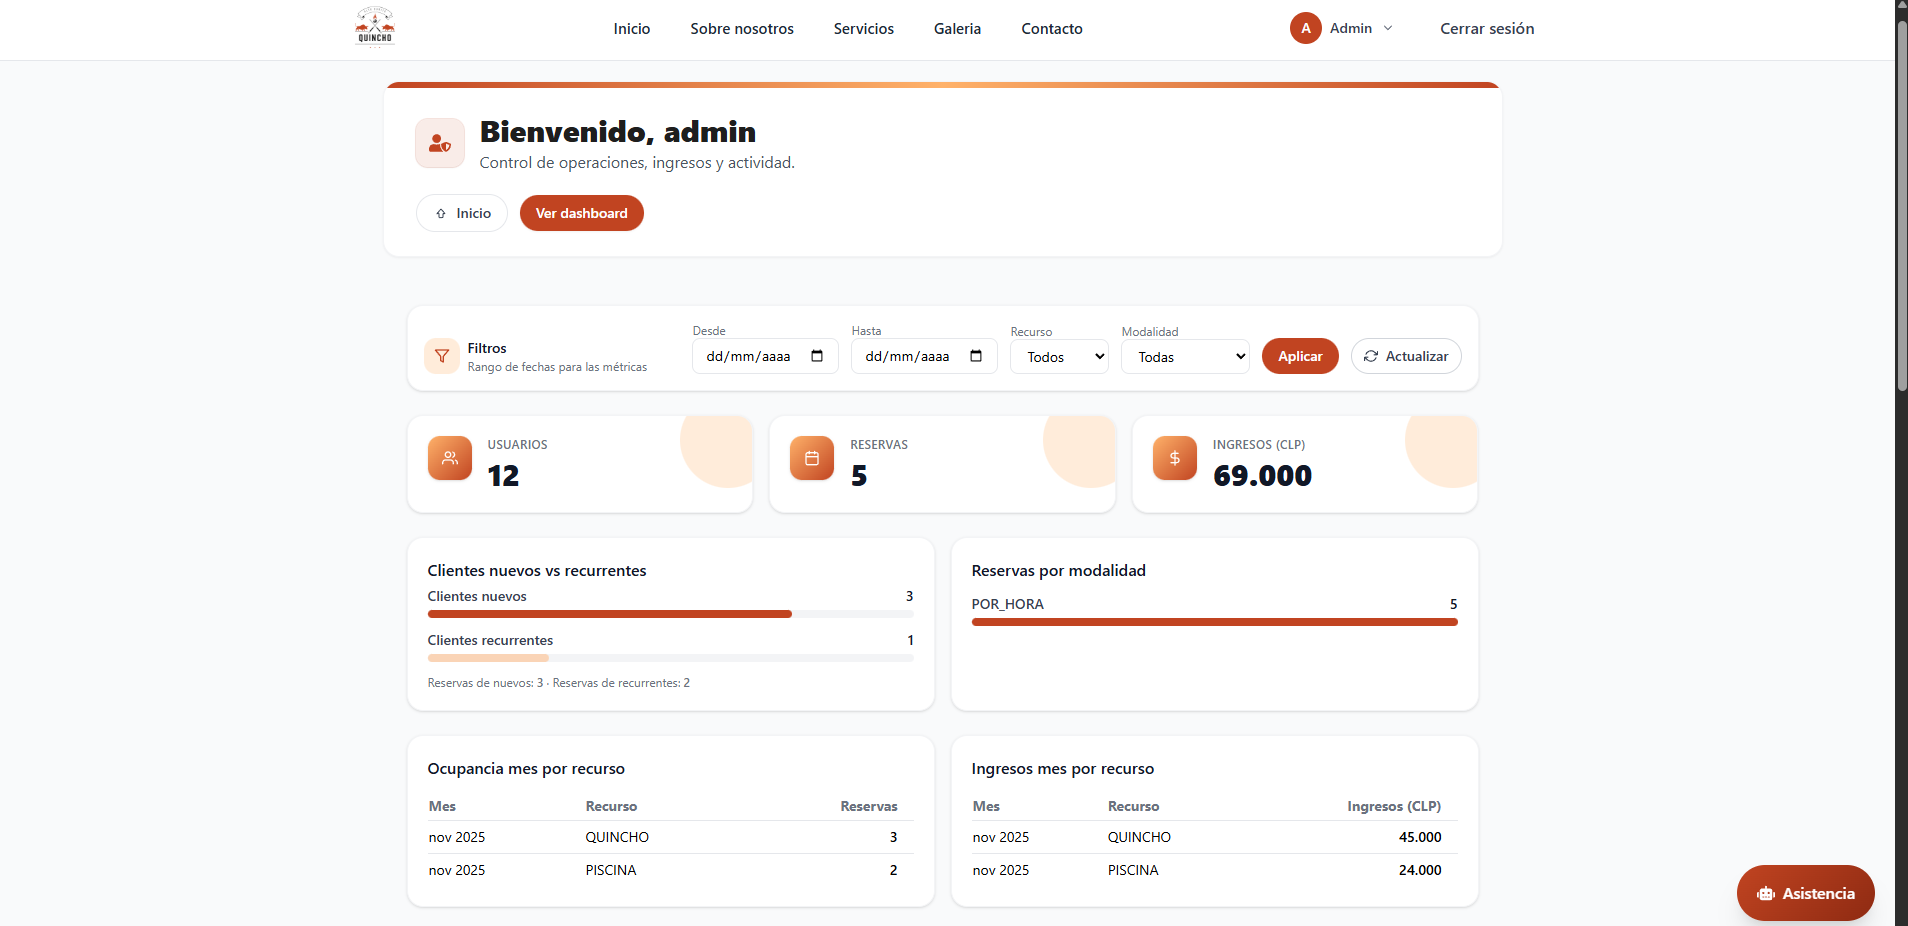 QUINCHO
Inicio
Sobre nosotros
Servicios
Galeria
Contacto
A
Admin
Cerrar sesión
Bienvenido, admin
Control de operaciones, ingresos y actividad.
Inicio
Ver dashboard
Filtros
Rango de fechas para las métricas
Desde
dd/mm/aaaa
Hasta
dd/mm/aaaa
Recurso
Todos
Modalidad
Todas
Aplicar
Actualizar
USUARIOS
12
RESERVAS
5
INGRESOS (CLP)
69.000
Clientes nuevos vs recurrentes
Clientes nuevos 3
Clientes recurrentes 1
Reservas de nuevos: 3 · Reservas de recurrentes: 2
Reservas por modalidad
POR_HORA 5
Ocupancia mes por recurso
Mes Recurso Reservas
nov 2025 QUINCHO 3
nov 2025 PISCINA 2
Ingresos mes por recurso
Mes Recurso Ingresos (CLP)
nov 2025 QUINCHO 45.000
nov 2025 PISCINA 24.000
Asistencia